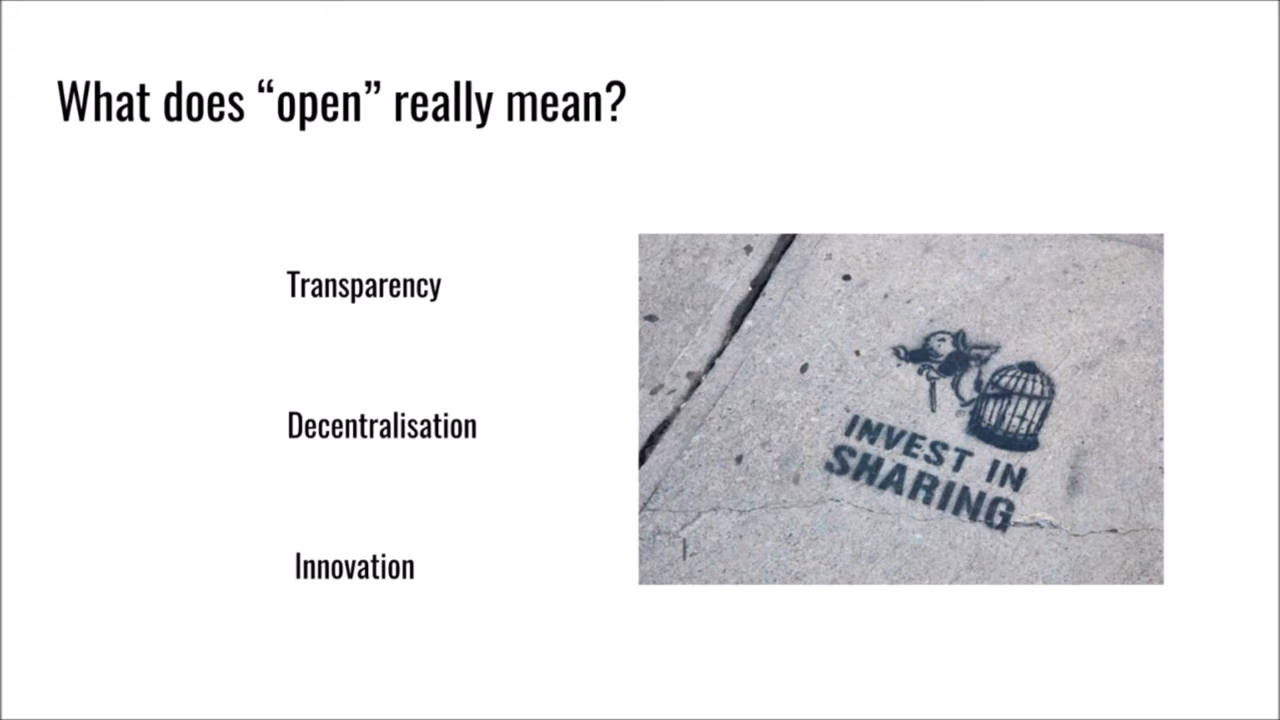 What does “open” really mean?
Transparency
Decentralisation
Innovation
INVEST IN
SHARING